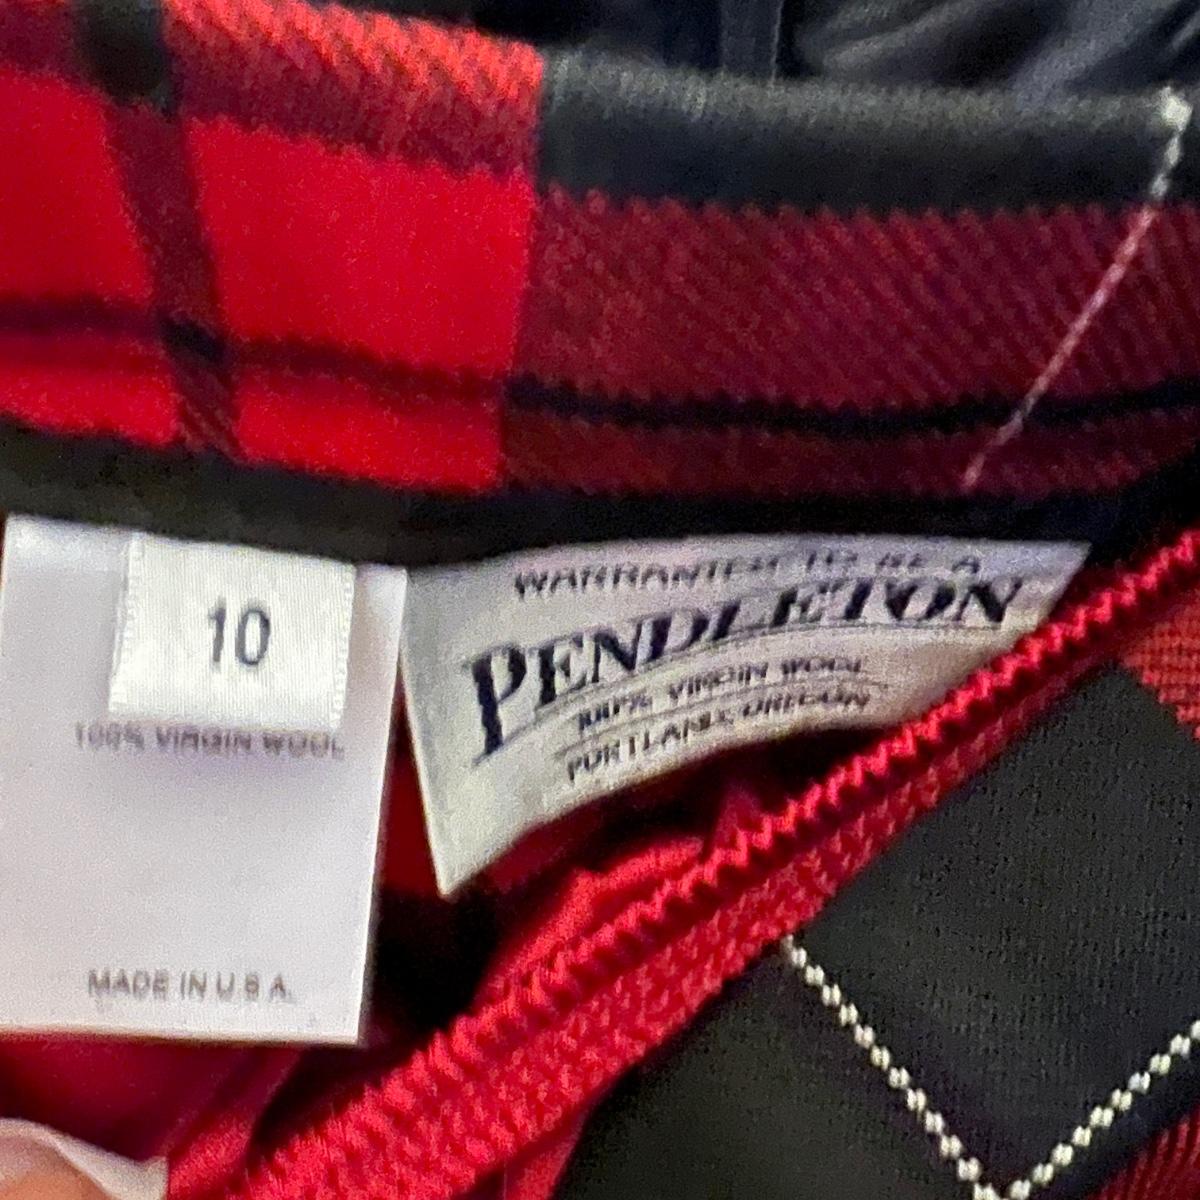 10
100% VIRGIN WOOL
MADE IN U S A
WARRANTED TO BE A
PENDLETON
100% VIRGIN WOOL
PORTLAND, OREGON